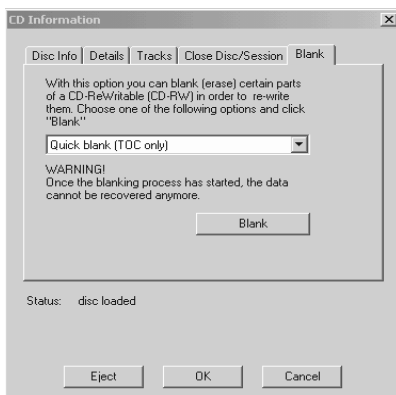 CD Information
Disc Info Details Tracks Close Disc/Session Blank
With this option you can blank (erase) certain parts
of a CD-ReWritable (CD-RW) in order to re-write
them. Choose one of the following options and click
"Blank"
Quick blank (TOC only)
WARNING!
Once the blanking process has started, the data
cannot be recovered anymore.
Blank
Status: disc loaded
Eject OK Cancel